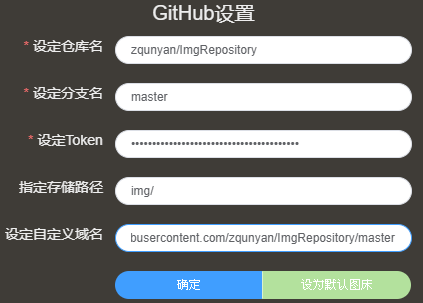 GitHub设置
* 设定仓库名 zqunyan/ImgRepository
* 设定分支名 master
* 设定Token ••••••••••••••••••••••••••••••••••••••••
指定存储路径 img/
设定自定义域名 busercontent.com/zqunyan/ImgRepository/master
确定 设为默认图床